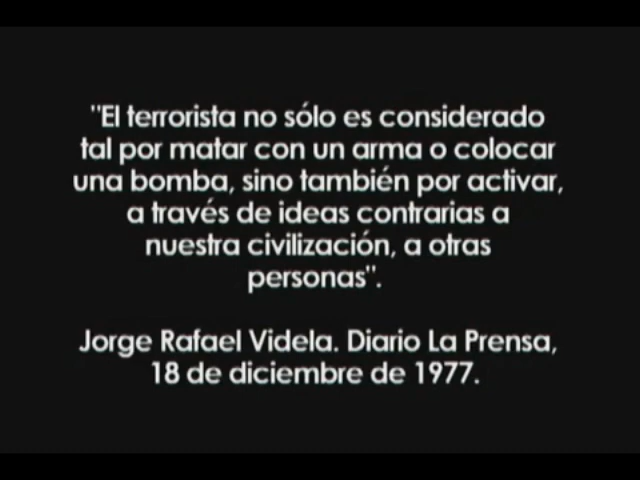 "El terrorista no sólo es considerado
tal por matar con un arma o colocar
una bomba, sino también por activar,
a través de ideas contrarias a
nuestra civilización, a otras
personas".
Jorge Rafael Videla. Diario La Prensa,
18 de diciembre de 1977.